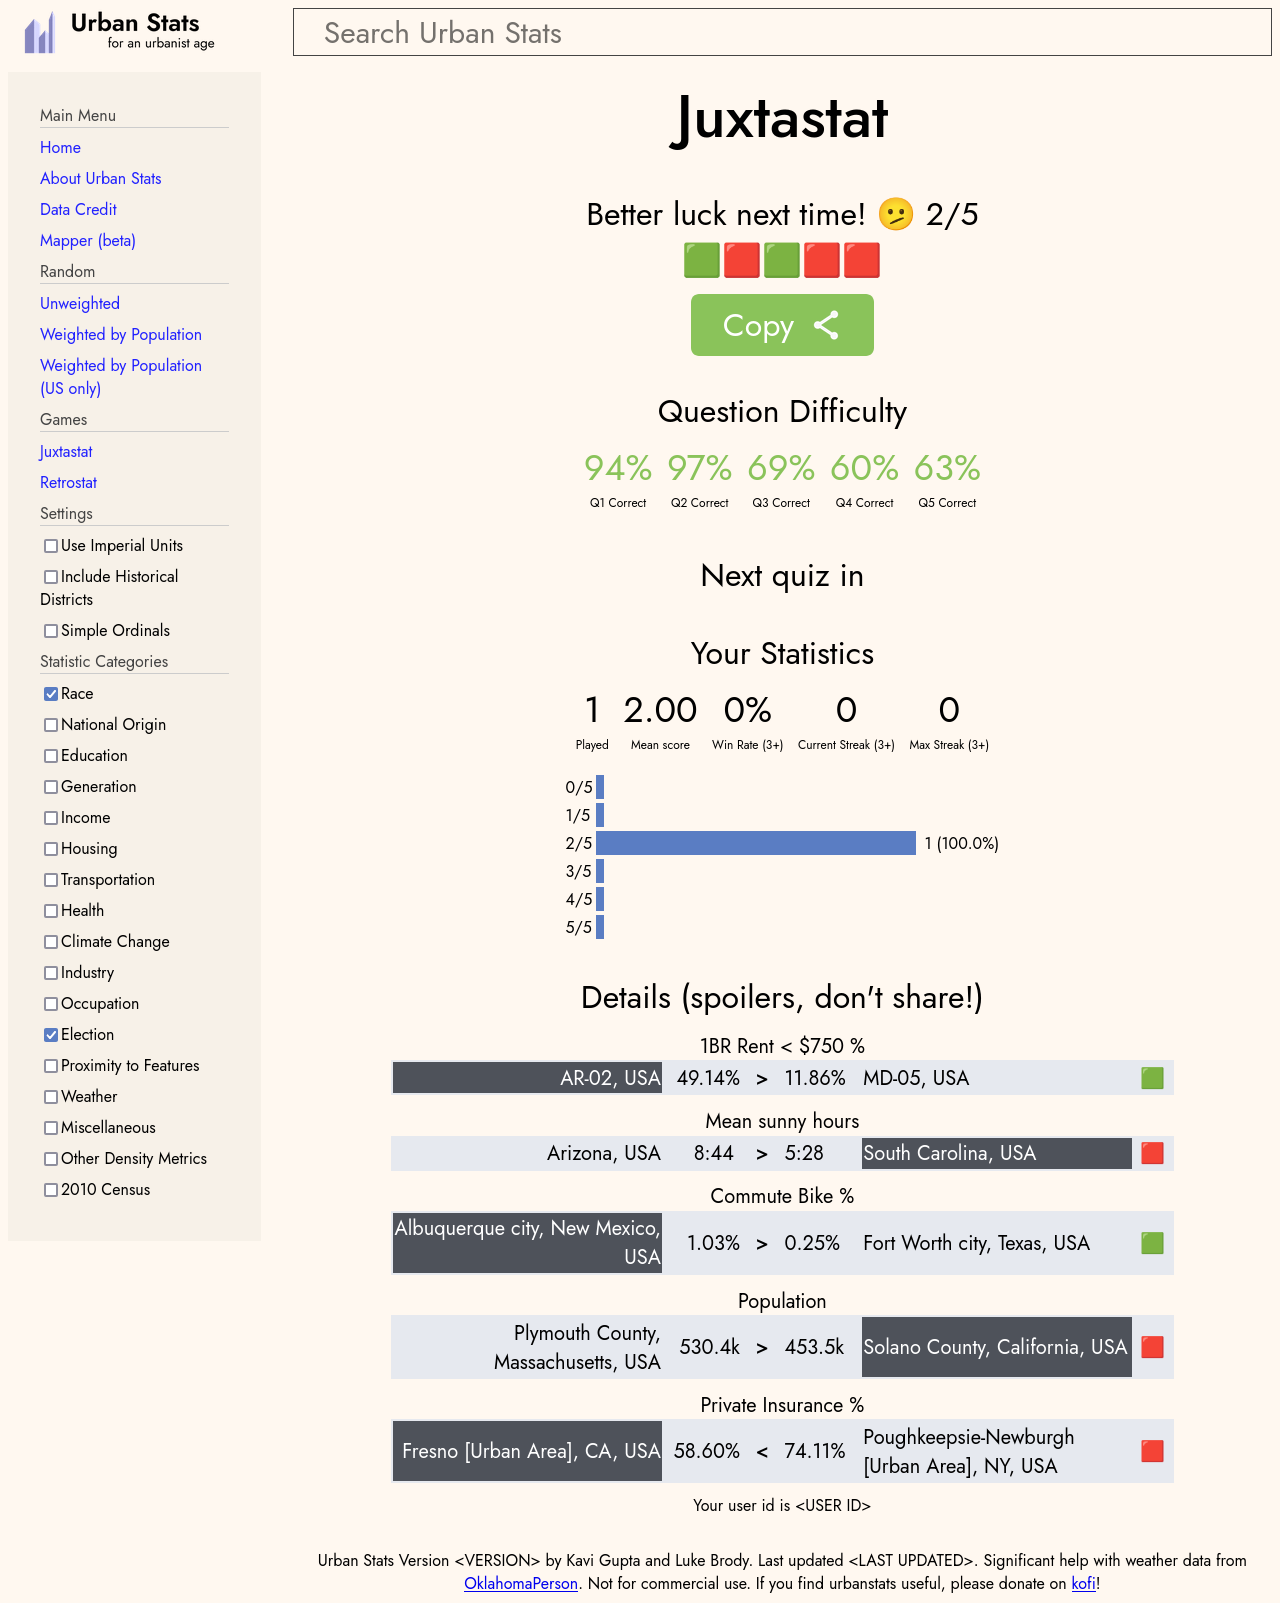 Urban Stats
for an urbanist age
Search Urban Stats
Main Menu
Home
About Urban Stats
Data Credit
Mapper (beta)
Random
Unweighted
Weighted by Population
Weighted by Population
(US only)
Games
Juxtastat
Retrostat
Settings
Use Imperial Units
Include Historical
Districts
Simple Ordinals
Statistic Categories
Race
National Origin
Education
Generation
Income
Housing
Transportation
Health
Climate Change
Industry
Occupation
Election
Proximity to Features
Weather
Miscellaneous
Other Density Metrics
2010 Census
Juxtastat
Better luck next time! 🫤 2/5
🟩🟥🟩🟥🟥
Copy
Question Difficulty
94% 97% 69% 60% 63%
Q1 Correct Q2 Correct Q3 Correct Q4 Correct Q5 Correct
Next quiz in
Your Statistics
1 2.00 0% 0 0
Played Mean score Win Rate (3+) Current Streak (3+) Max Streak (3+)
0/5
1/5
2/5 1 (100.0%)
3/5
4/5
5/5
Details (spoilers, don't share!)
1BR Rent < $750 %
AR-02, USA 49.14% > 11.86% MD-05, USA 🟩
Mean sunny hours
Arizona, USA 8:44 > 5:28 South Carolina, USA 🟥
Commute Bike %
Albuquerque city, New Mexico,
USA 1.03% > 0.25% Fort Worth city, Texas, USA 🟩
Population
Plymouth County,
Massachusetts, USA 530.4k > 453.5k Solano County, California, USA 🟥
Private Insurance %
Fresno [Urban Area], CA, USA 58.60% < 74.11% Poughkeepsie-Newburgh
[Urban Area], NY, USA 🟥
Your user id is <USER ID>
Urban Stats Version <VERSION> by Kavi Gupta and Luke Brody. Last updated <LAST UPDATED>. Significant help with weather data from
OklahomaPerson. Not for commercial use. If you find urbanstats useful, please donate on kofi!